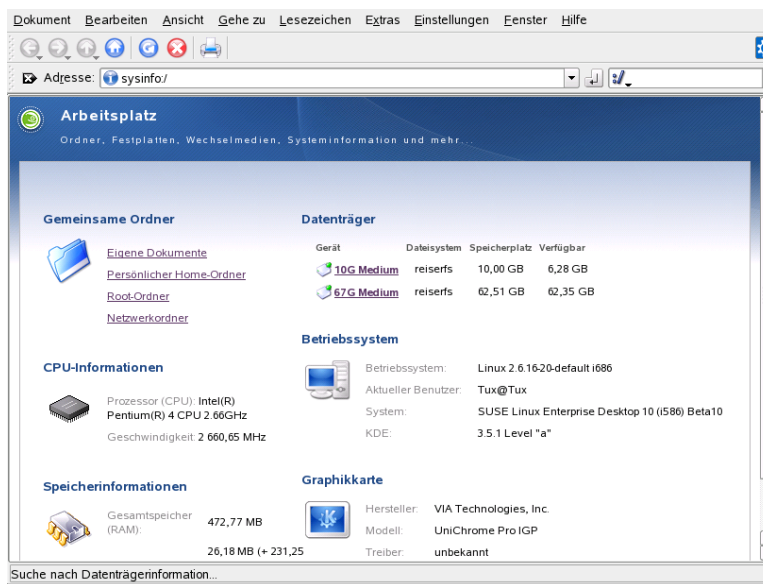 Dokument Bearbeiten Ansicht Gehe zu Lesezeichen Extras Einstellungen Fenster Hilfe
Adresse: sysinfo:/
Arbeitsplatz
Ordner, Festplatten, Wechselmedien, Systeminformation und mehr...
Gemeinsame Ordner
Eigene Dokumente
Persönlicher Home-Ordner
Root-Ordner
Netzwerkordner
Datenträger
Gerät Dateisystem Speicherplatz Verfügbar
10G Medium reiserfs 10,00 GB 6,28 GB
67G Medium reiserfs 62,51 GB 62,35 GB
CPU-Informationen
Prozessor (CPU): Intel(R)
Pentium(R) 4 CPU 2.66GHz
Geschwindigkeit: 2 660,65 MHz
Betriebssystem
Betriebssystem: Linux 2.6.16-20-default i686
Aktueller Benutzer: Tux@Tux
System: SUSE Linux Enterprise Desktop 10 (i586) Beta10
KDE: 3.5.1 Level "a"
Speicherinformationen
Gesamtspeicher
(RAM): 472,77 MB
26,18 MB (+ 231,25
Graphikkarte
Hersteller: VIA Technologies, Inc.
Modell: UniChrome Pro IGP
Treiber: unbekannt
Suche nach Datenträgerinformation...